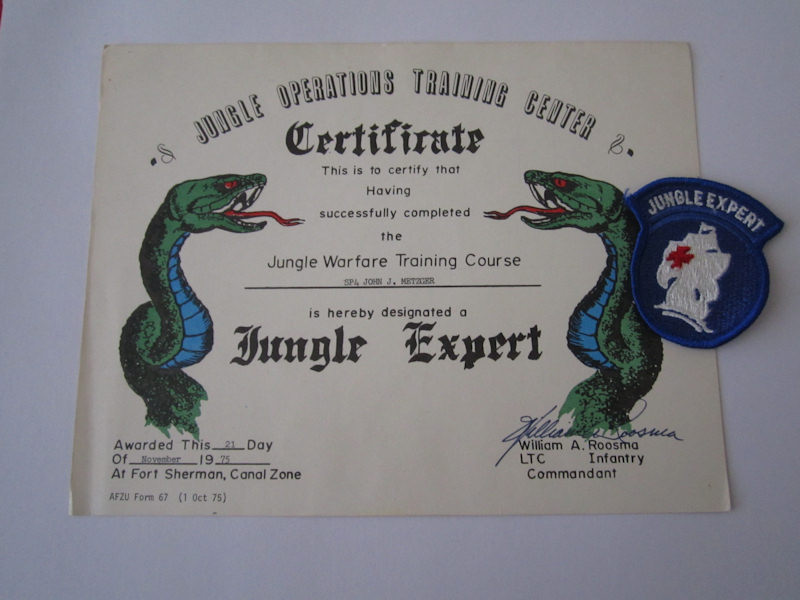 JUNGLE OPERATIONS TRAINING CENTER
Certificate
This is to certify that
Having
successfully completed
the
Jungle Warfare Training Course
SP4 JOHN J. METZGER
is hereby designated a
Jungle Expert
Awarded This 21 Day
Of November 19 75
At Fort Sherman, Canal Zone
AFZU Form 67 (1 Oct 75)
William A. Roosma
William A. Roosma
LTC Infantry
Commandant
JUNGLE EXPERT